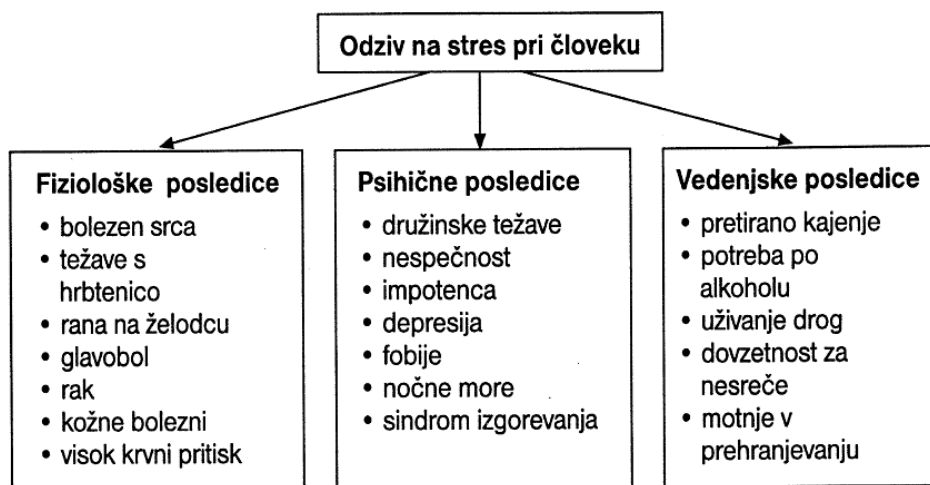 Odziv na stres pri človeku
Fiziološke posledice
• bolezen srca
• težave s
hrbtenico
• rana na želodcu
• glavobol
• rak
• kožne bolezni
• visok krvni pritisk
Psihične posledice
• družinske težave
• nespečnost
• impotenca
• depresija
• fobije
• nočne more
• sindrom izgorevanja
Vedenjske posledice
• pretirano kajenje
• potreba po
alkoholu
• uživanje drog
• dovzetnost za
nesreče
• motnje v
prehranjevanju